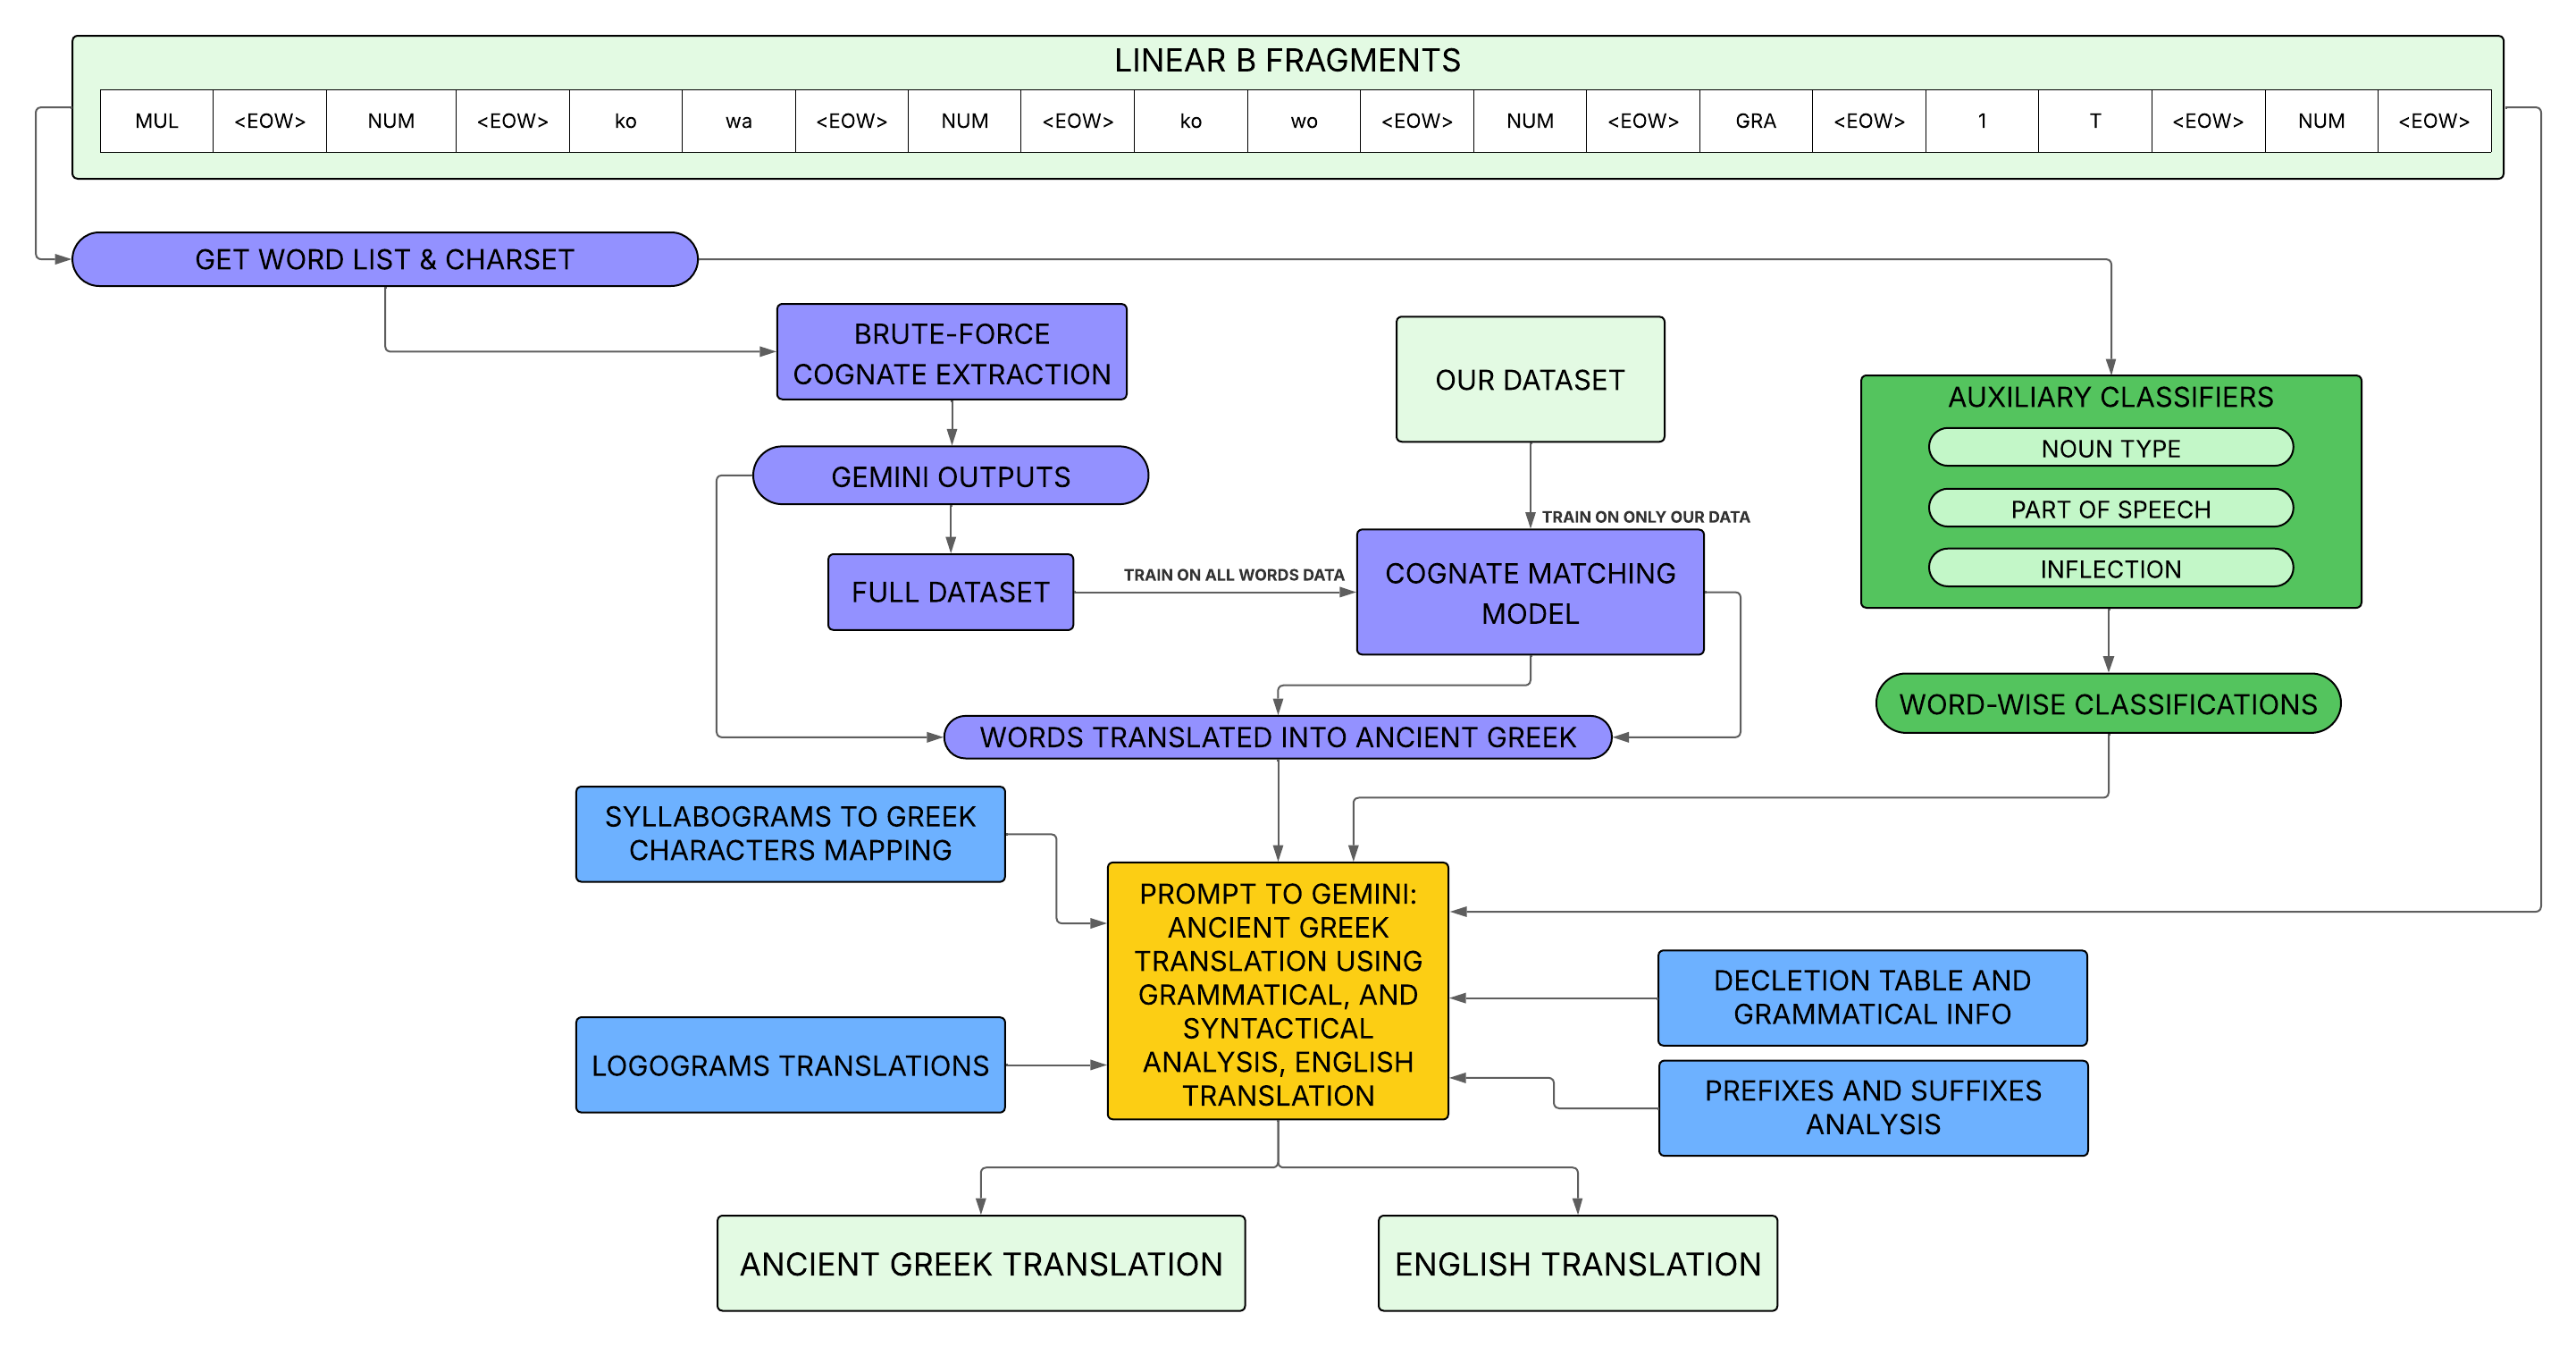 LINEAR B FRAGMENTS
MUL <EOW> NUM <EOW> ko wa <EOW> NUM <EOW> ko wo <EOW> NUM <EOW> GRA <EOW> 1 T <EOW> NUM <EOW>
GET WORD LIST & CHARSET
BRUTE-FORCE
COGNATE EXTRACTION
OUR DATASET
AUXILIARY CLASSIFIERS
NOUN TYPE
PART OF SPEECH
INFLECTION
GEMINI OUTPUTS
TRAIN ON ONLY OUR DATA
FULL DATASET
TRAIN ON ALL WORDS DATA
COGNATE MATCHING
MODEL
WORD-WISE CLASSIFICATIONS
WORDS TRANSLATED INTO ANCIENT GREEK
SYLLABOGRAMS TO GREEK
CHARACTERS MAPPING
PROMPT TO GEMINI:
ANCIENT GREEK
TRANSLATION USING
GRAMMATICAL, AND
SYNTACTICAL
ANALYSIS, ENGLISH
TRANSLATION
DECLETION TABLE AND
GRAMMATICAL INFO
LOGOGRAMS TRANSLATIONS
PREFIXES AND SUFFIXES
ANALYSIS
ANCIENT GREEK TRANSLATION
ENGLISH TRANSLATION